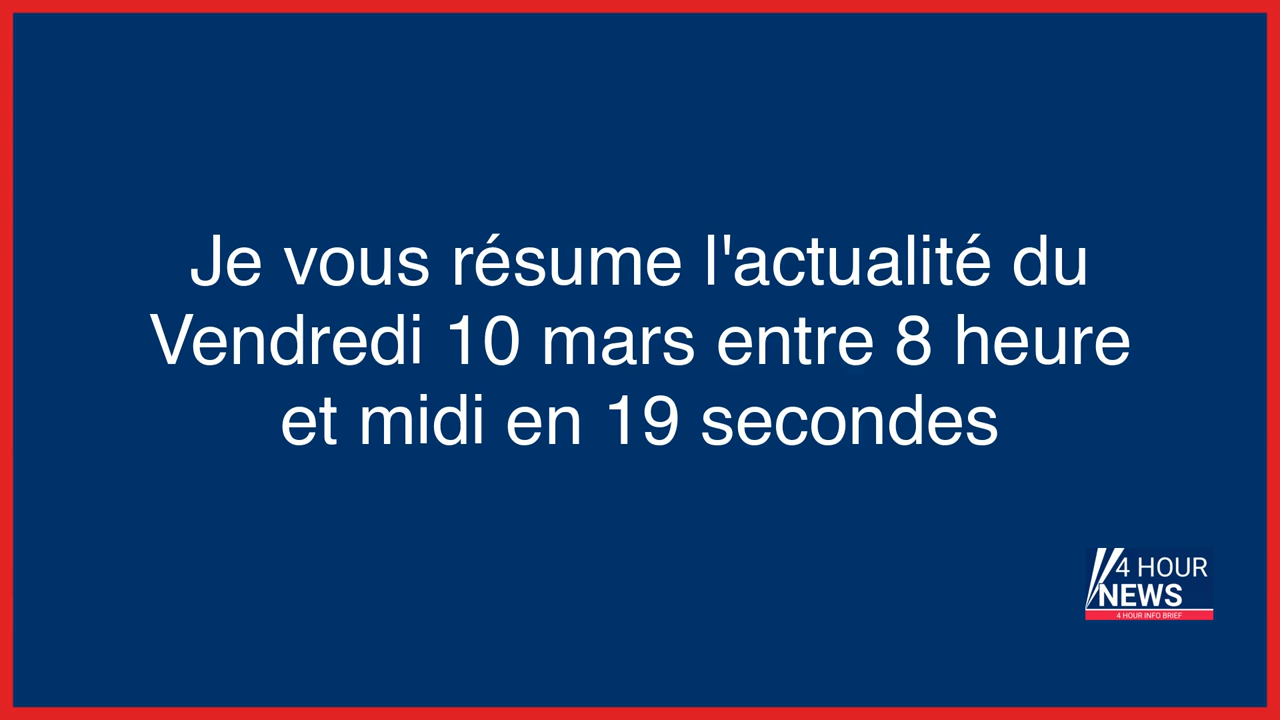 Je vous résume l'actualité du
Vendredi 10 mars entre 8 heure
et midi en 19 secondes
4 HOUR
NEWS
4 HOUR INFO BRIEF